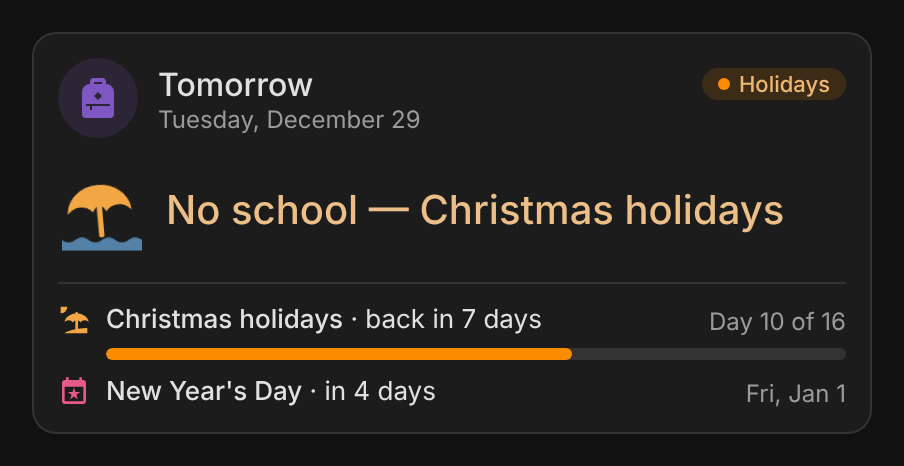 Tomorrow
Holidays
Tuesday, December 29
No school — Christmas holidays
Christmas holidays · back in 7 days
Day 10 of 16
New Year's Day · in 4 days
Fri, Jan 1